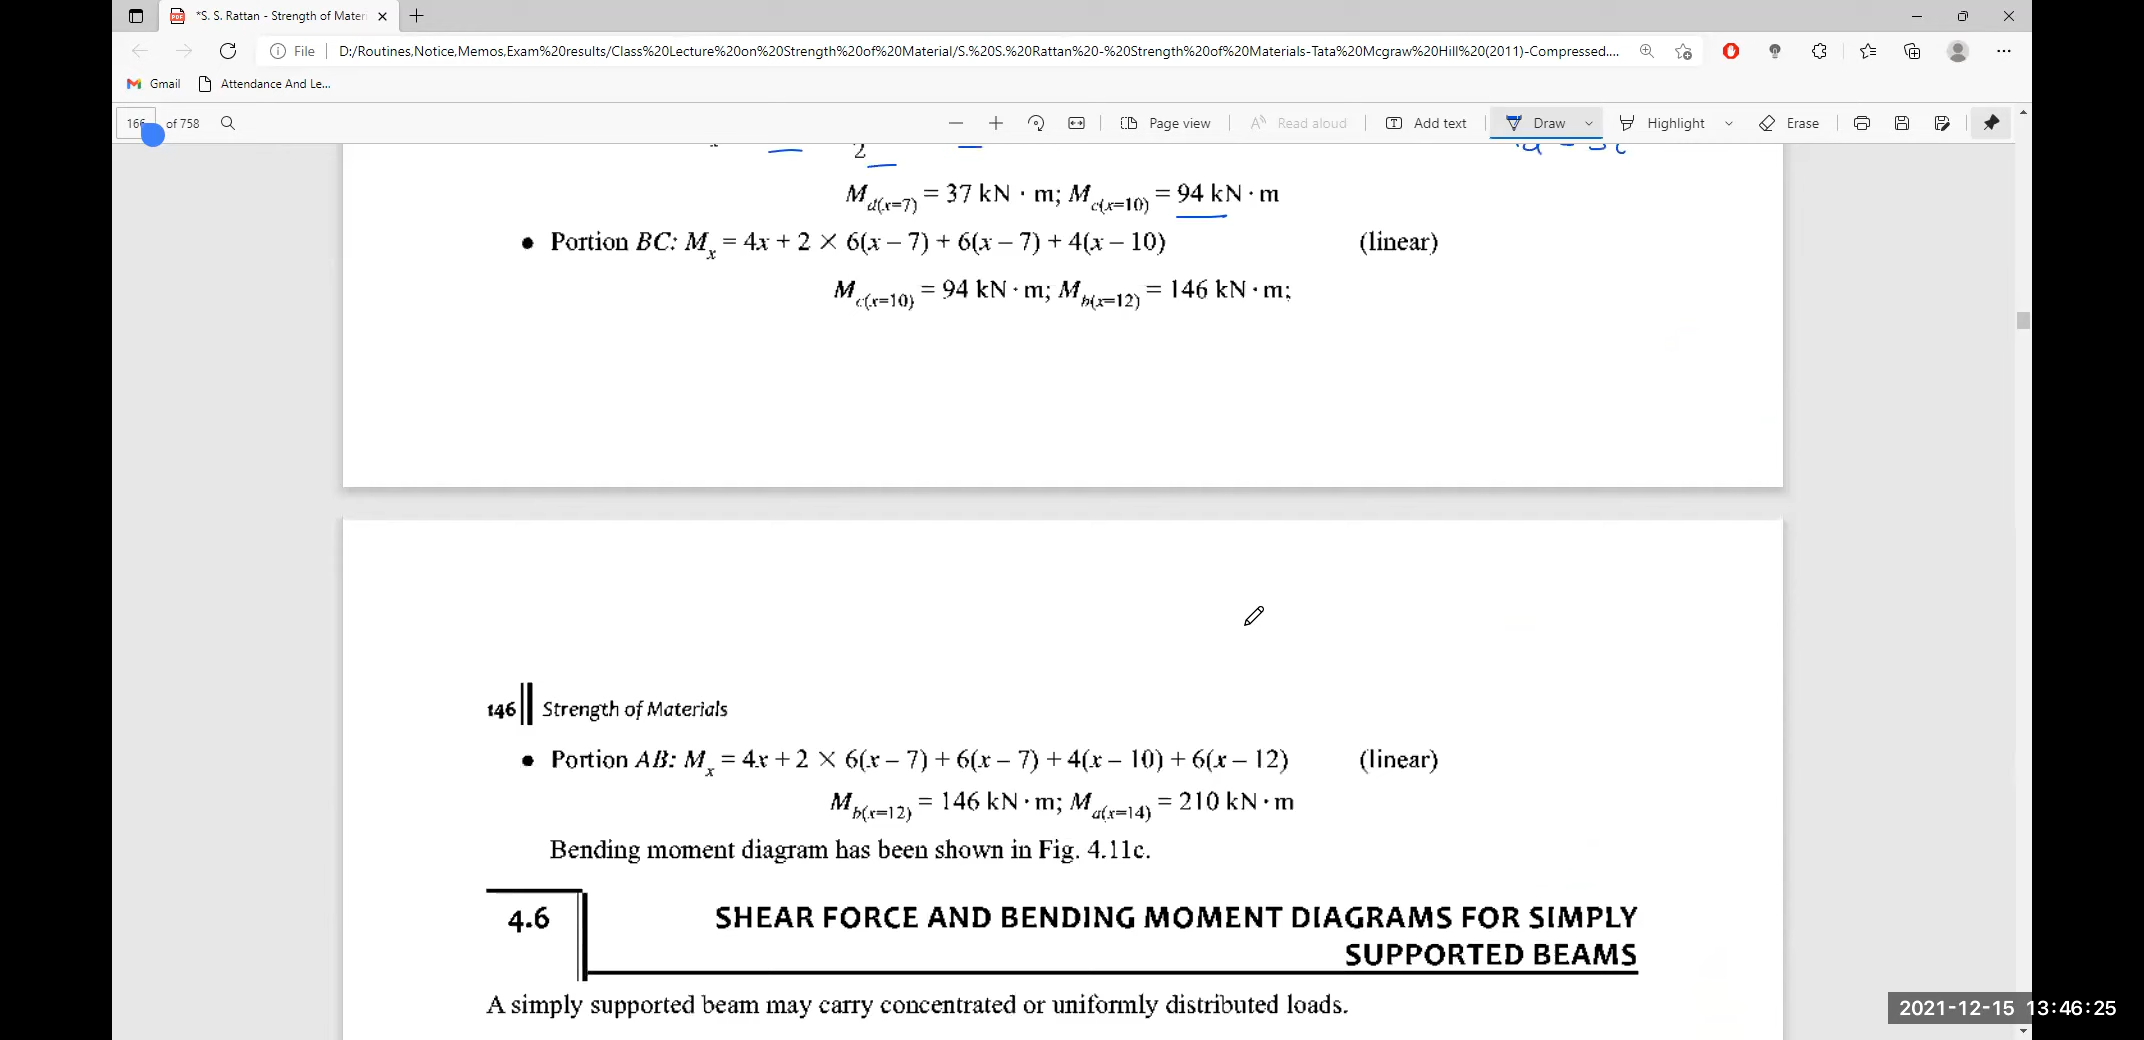 *S. S. Rattan - Strength of Mater
File D:/Routines,Notice,Memos,Exam%20results/Class%20Lecture%20on%20Strength%20of%20Material/S.%20S.%20Rattan%20-%20Strength%20of%20Materials-Tata%20Mcgraw%20Hill%20(2011)-Compressed....
Gmail Attendance And Le...
166 of 758 Page view Read aloud Add text Draw Highlight Erase
2
M_d(x=7) = 37 kN · m; M_c(x=10) = 94 kN · m
● Portion BC: M_x = 4x + 2 × 6(x – 7) + 6(x – 7) + 4(x – 10) (linear)
M_c(x=10) = 94 kN · m; M_b(x=12) = 146 kN · m;
146 Strength of Materials
● Portion AB: M_x = 4x + 2 × 6(x – 7) + 6(x – 7) + 4(x – 10) + 6(x – 12) (linear)
M_b(x=12) = 146 kN · m; M_a(x=14) = 210 kN · m
Bending moment diagram has been shown in Fig. 4.11c.
4.6 SHEAR FORCE AND BENDING MOMENT DIAGRAMS FOR SIMPLY
SUPPORTED BEAMS
A simply supported beam may carry concentrated or uniformly distributed loads.
2021-12-15 13:46:25